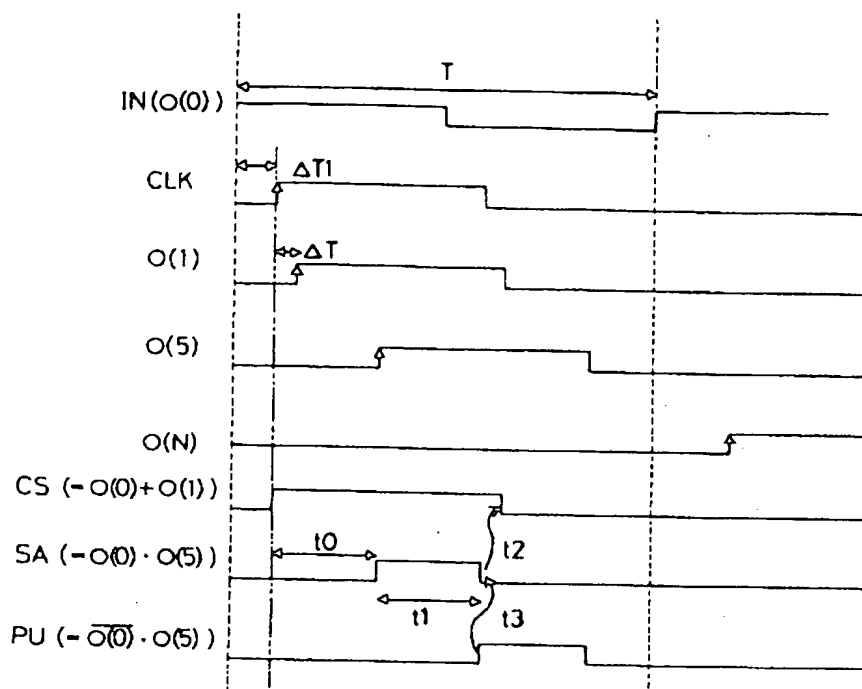 T
IN(O(0))
CLK
ΔT1
O(1)
ΔT
O(5)
O(N)
CS (=O(0)+O(1))
SA (=O(0)·O(5))
t0
t2
t1
t3
PU (=O̅(̅0̅)̅·O(5))